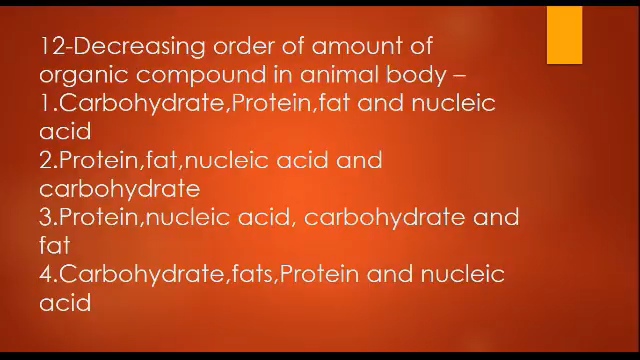 12-Decreasing order of amount of
organic compound in animal body –
1.Carbohydrate,Protein,fat and nucleic
acid
2.Protein,fat,nucleic acid and
carbohydrate
3.Protein,nucleic acid, carbohydrate and
fat
4.Carbohydrate,fats,Protein and nucleic
acid